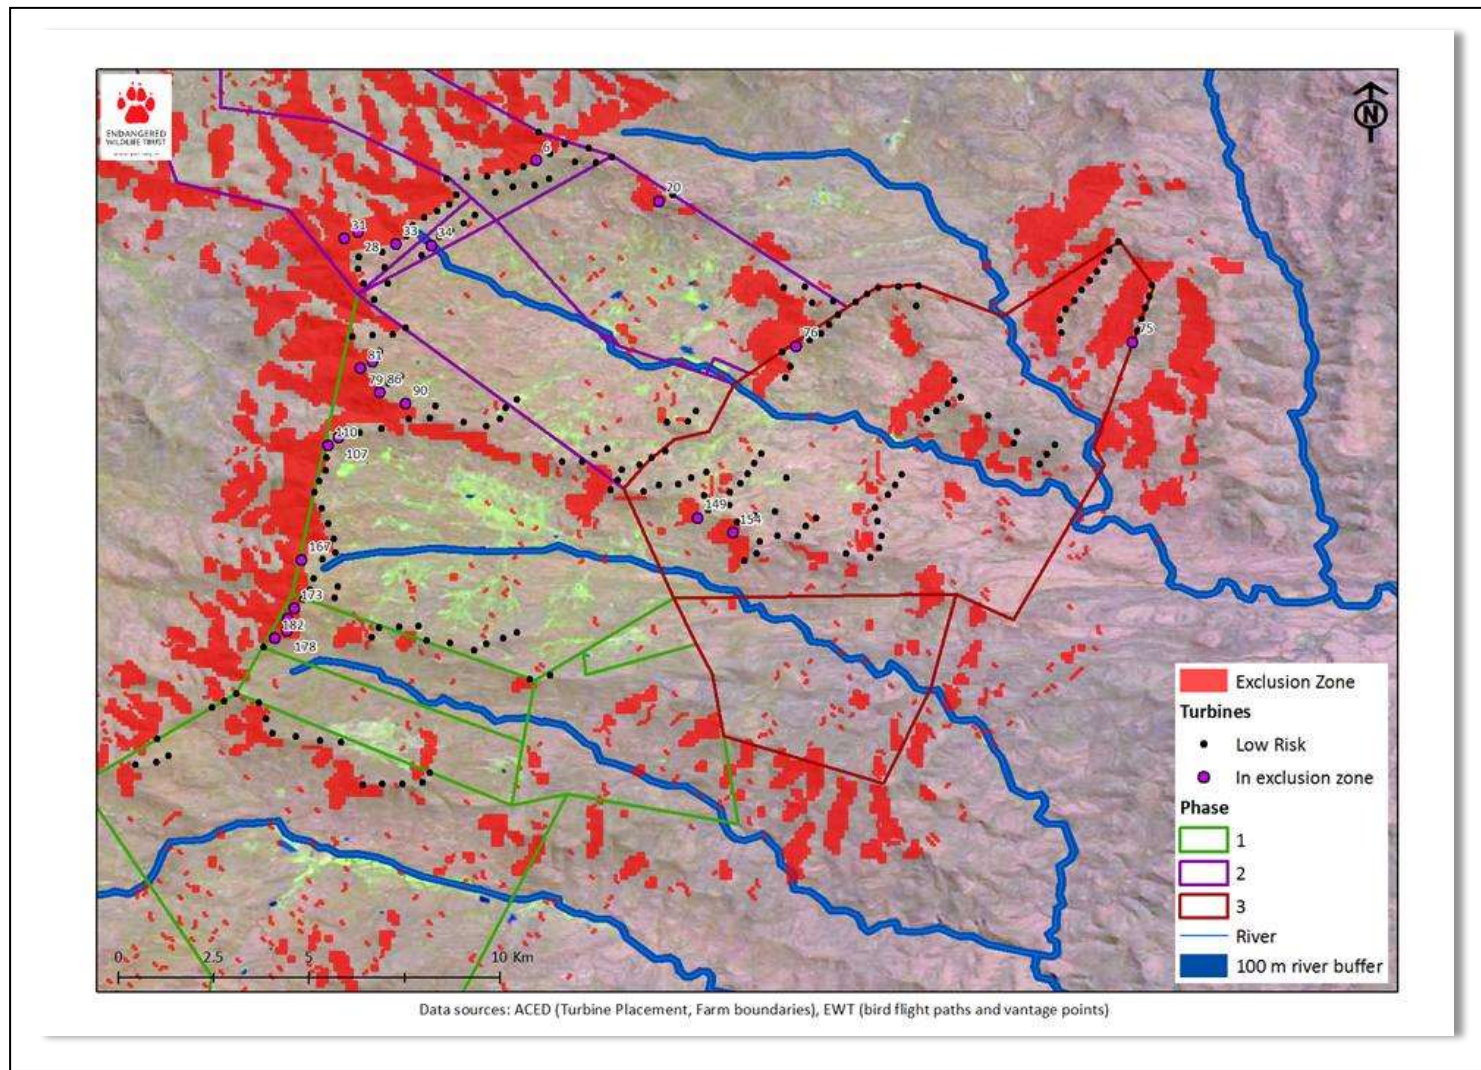 ENDANGERED
WILDLIFE TRUST
N
6
20
31
33
34
28
76
75
81
79
86
90
110
107
149
154
167
173
182
178
Exclusion Zone
Turbines
Low Risk
In exclusion zone
Phase
1
2
3
River
100 m river buffer
0 2.5 5 10 Km
Data sources: ACED (Turbine Placement, Farm boundaries), EWT (bird flight paths and vantage points)